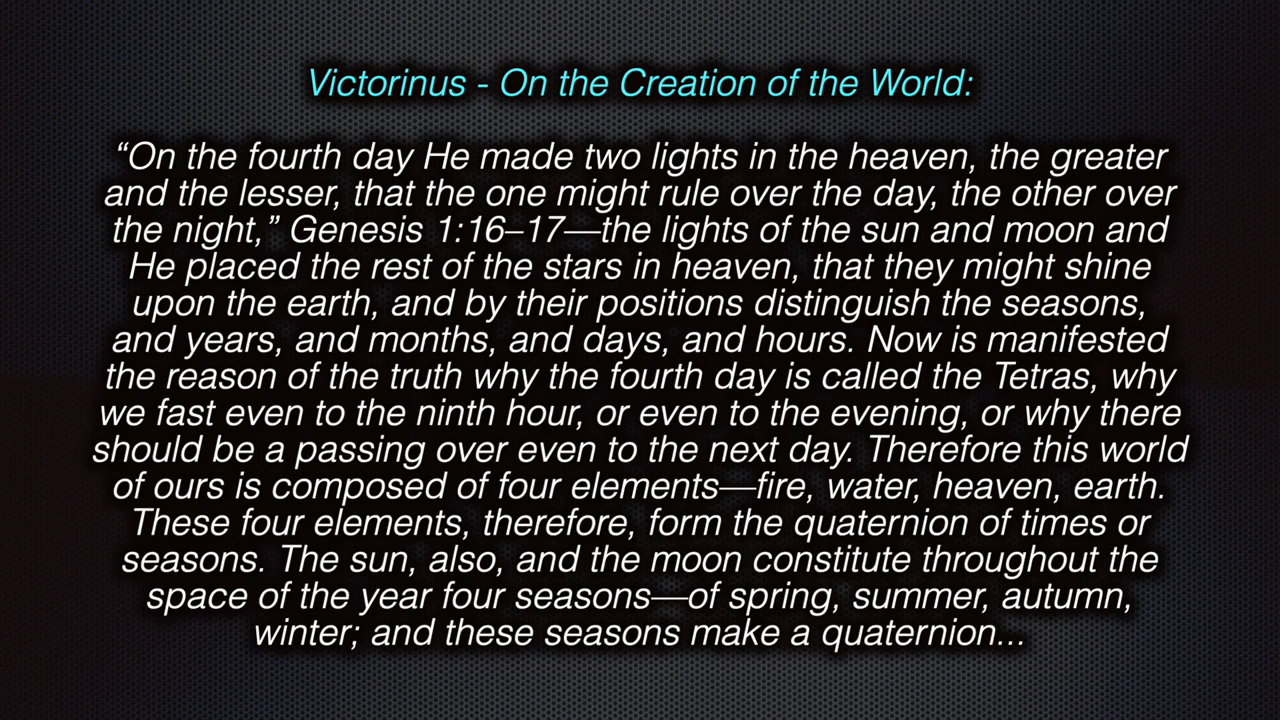 Victorinus - On the Creation of the World:
“On the fourth day He made two lights in the heaven, the greater
and the lesser, that the one might rule over the day, the other over
the night,” Genesis 1:16–17—the lights of the sun and moon and
He placed the rest of the stars in heaven, that they might shine
upon the earth, and by their positions distinguish the seasons,
and years, and months, and days, and hours. Now is manifested
the reason of the truth why the fourth day is called the Tetras, why
we fast even to the ninth hour, or even to the evening, or why there
should be a passing over even to the next day. Therefore this world
of ours is composed of four elements—fire, water, heaven, earth.
These four elements, therefore, form the quaternion of times or
seasons. The sun, also, and the moon constitute throughout the
space of the year four seasons—of spring, summer, autumn,
winter; and these seasons make a quaternion...